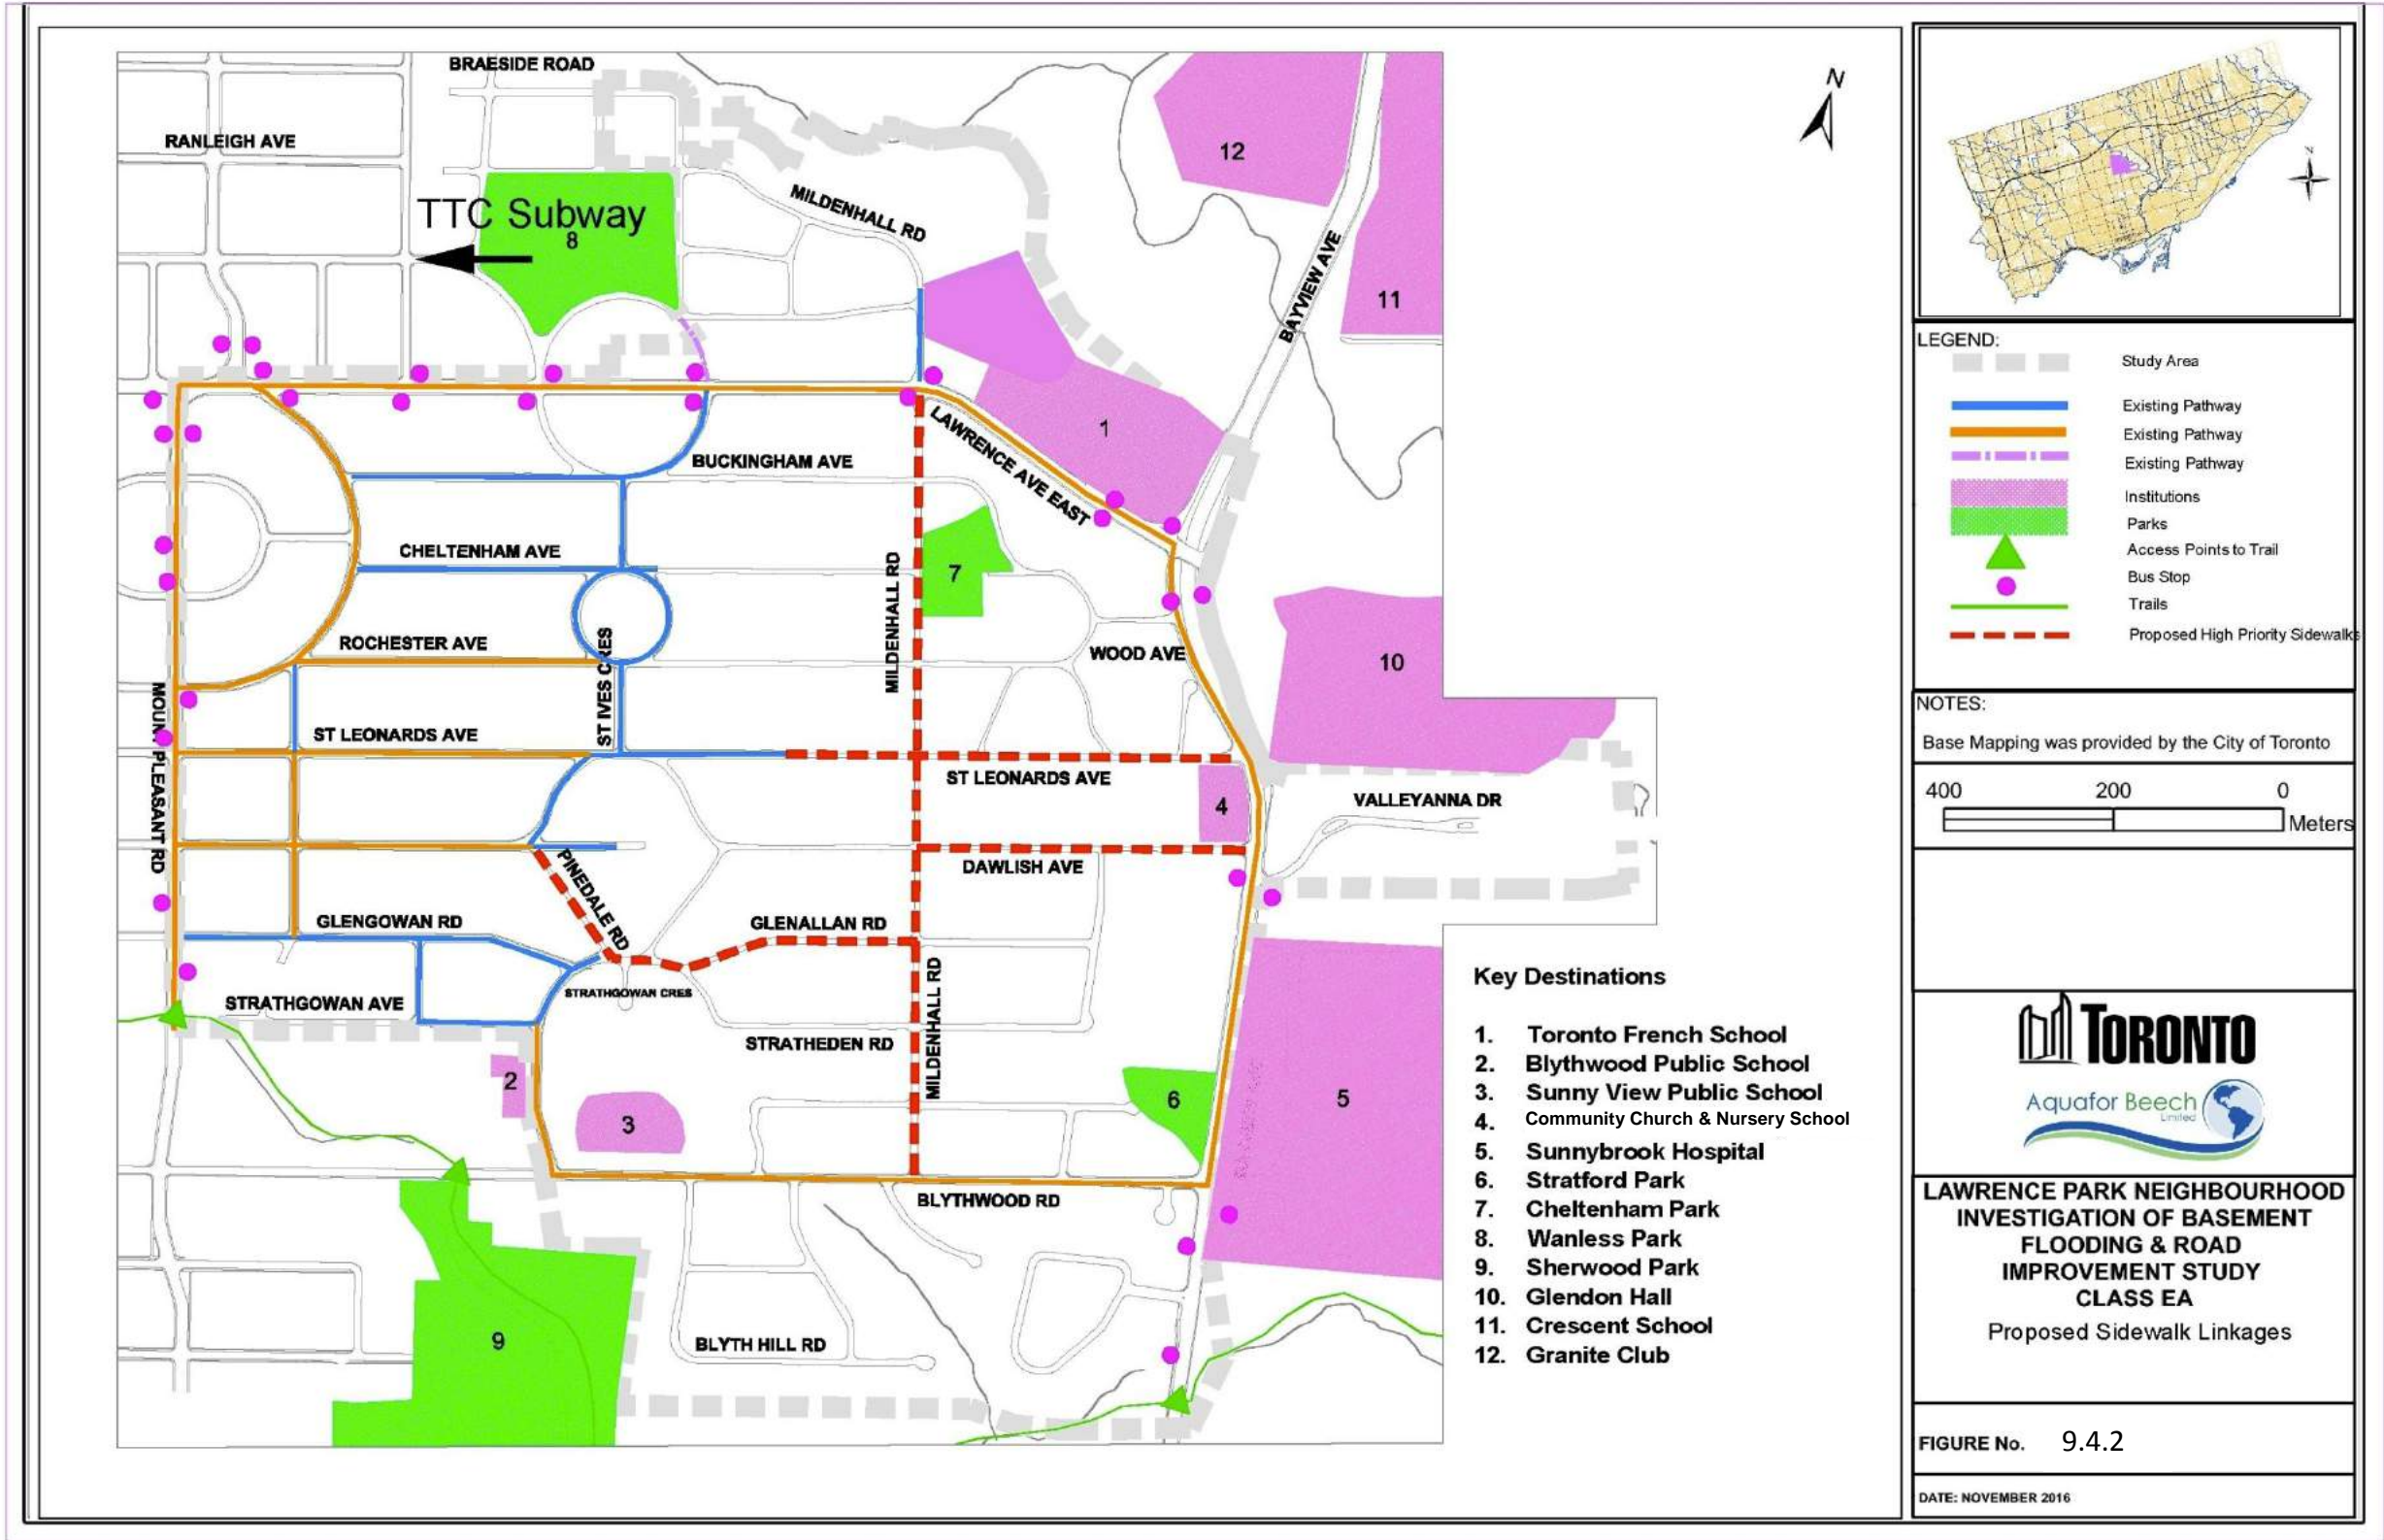 BRAESIDE ROAD
RANLEIGH AVE
TTC Subway
8
MILDENHALL RD
12
11
BAYVIEW AVE
1
LAWRENCE AVE EAST
BUCKINGHAM AVE
CHELTENHAM AVE
MILDENHALL RD
7
ROCHESTER AVE
ST IVES CRES
WOOD AVE
10
MOUNT PLEASANT RD
ST LEONARDS AVE
ST LEONARDS AVE
4
VALLEYANNA DR
PINEDALE RD
DAWLISH AVE
GLENGOWAN RD
GLENALLAN RD
STRATHGOWAN AVE
STRATHGOWAN CRES
STRATHEDEN RD
MILDENHALL RD
2
3
6
5
BLYTHWOOD RD
9
BLYTH HILL RD
N
Key Destinations
1. Toronto French School
2. Blythwood Public School
3. Sunny View Public School
4. Community Church & Nursery School
5. Sunnybrook Hospital
6. Stratford Park
7. Cheltenham Park
8. Wanless Park
9. Sherwood Park
10. Glendon Hall
11. Crescent School
12. Granite Club
N
LEGEND:
Study Area
Existing Pathway
Existing Pathway
Existing Pathway
Institutions
Parks
Access Points to Trail
Bus Stop
Trails
Proposed High Priority Sidewalks
NOTES:
Base Mapping was provided by the City of Toronto
400 200 0
Meters
TORONTO
Aquafor Beech
Limited
LAWRENCE PARK NEIGHBOURHOOD
INVESTIGATION OF BASEMENT
FLOODING & ROAD
IMPROVEMENT STUDY
CLASS EA
Proposed Sidewalk Linkages
FIGURE No. 9.4.2
DATE: NOVEMBER 2016